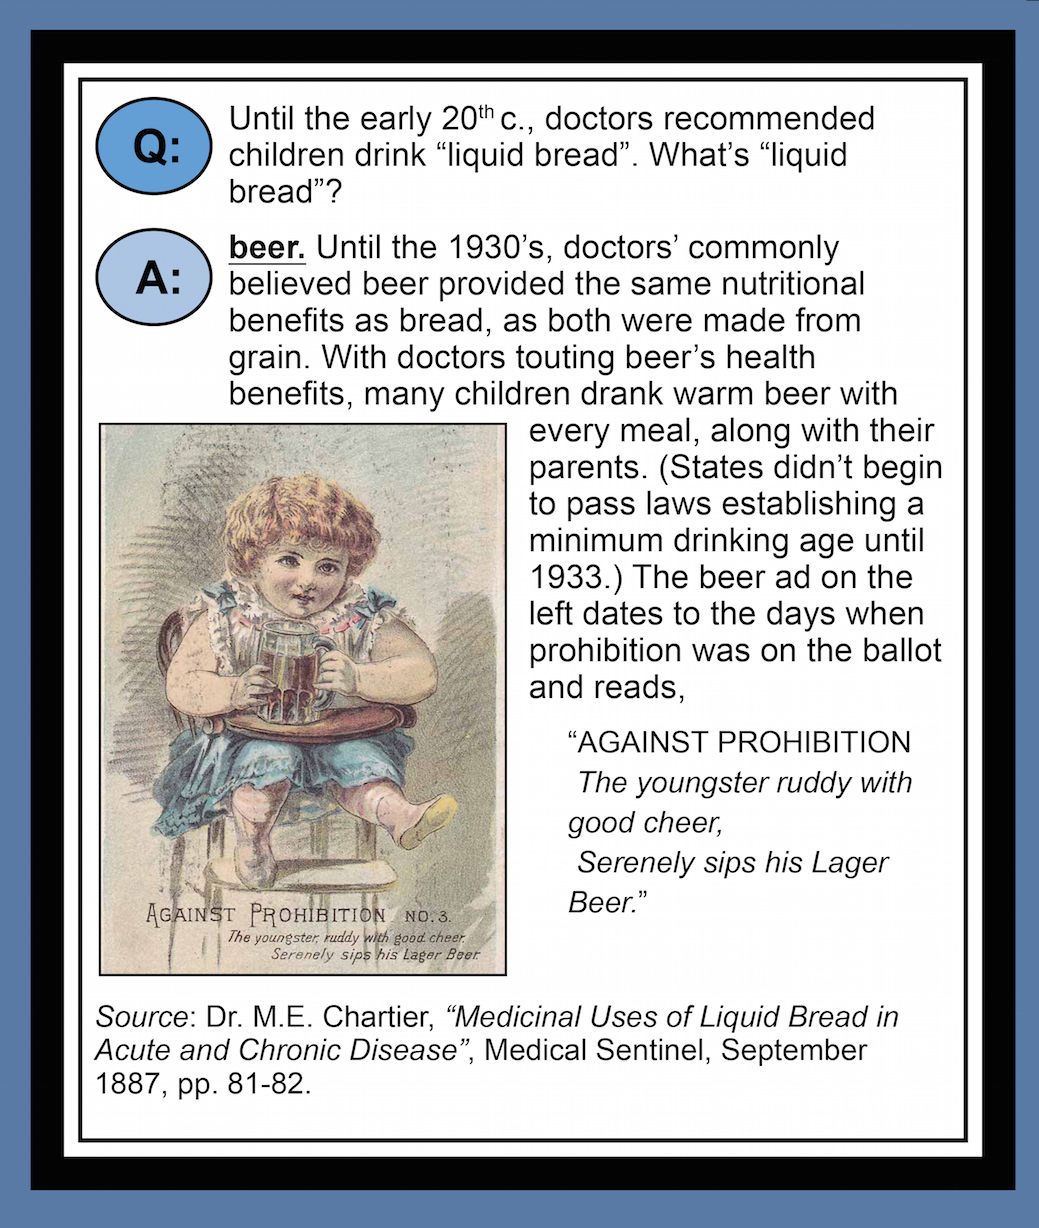 Q:
Until the early 20th c., doctors recommended
children drink “liquid bread”. What’s “liquid
bread”?
A:
beer. Until the 1930’s, doctors’ commonly
believed beer provided the same nutritional
benefits as bread, as both were made from
grain. With doctors touting beer’s health
benefits, many children drank warm beer with
every meal, along with their
parents. (States didn’t begin
to pass laws establishing a
minimum drinking age until
1933.) The beer ad on the
left dates to the days when
prohibition was on the ballot
and reads,
“AGAINST PROHIBITION
The youngster ruddy with
good cheer,
Serenely sips his Lager
Beer.”
AGAINST PROHIBITION NO. 3.
The youngster, ruddy with good cheer,
Serenely sips his Lager Beer.
Source: Dr. M.E. Chartier, “Medicinal Uses of Liquid Bread in
Acute and Chronic Disease”, Medical Sentinel, September
1887, pp. 81-82.